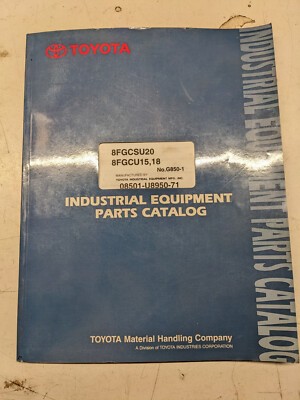 TOYOTA
8FGCSU20
8FGCU15,18
No.G850-1
MANUFACTURED BY
TOYOTA INDUSTRIAL EQUIPMENT MFG., INC.
08501-U8950-71
INDUSTRIAL EQUIPMENT
PARTS CATALOG
TOYOTA Material Handling Company
A Division of TOYOTA INDUSTRIES CORPORATION
INDUSTRIAL EQUIPMENT PARTS CATALOG